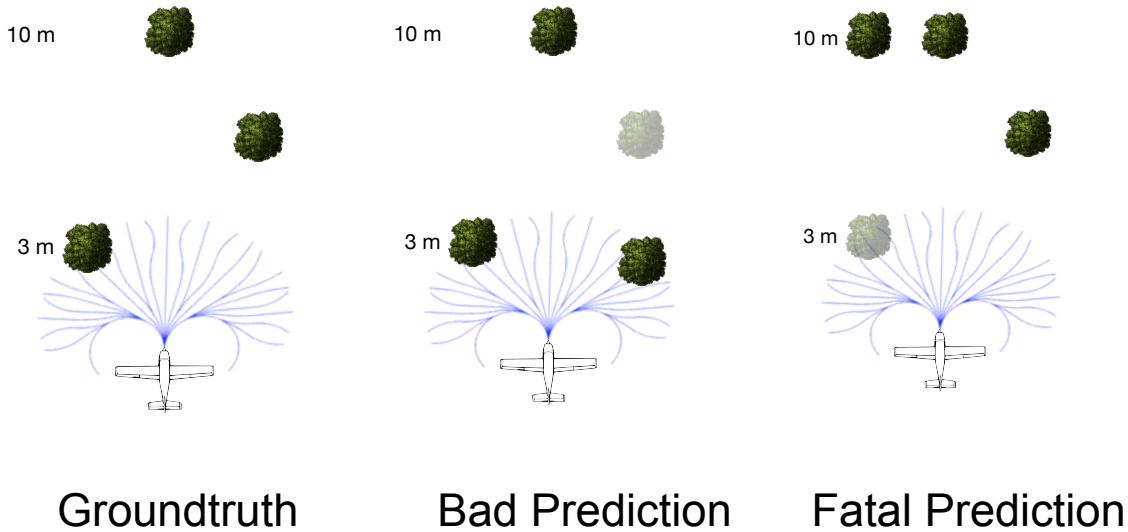 10 m
10 m
10 m
3 m
3 m
3 m
Groundtruth
Bad Prediction
Fatal Prediction